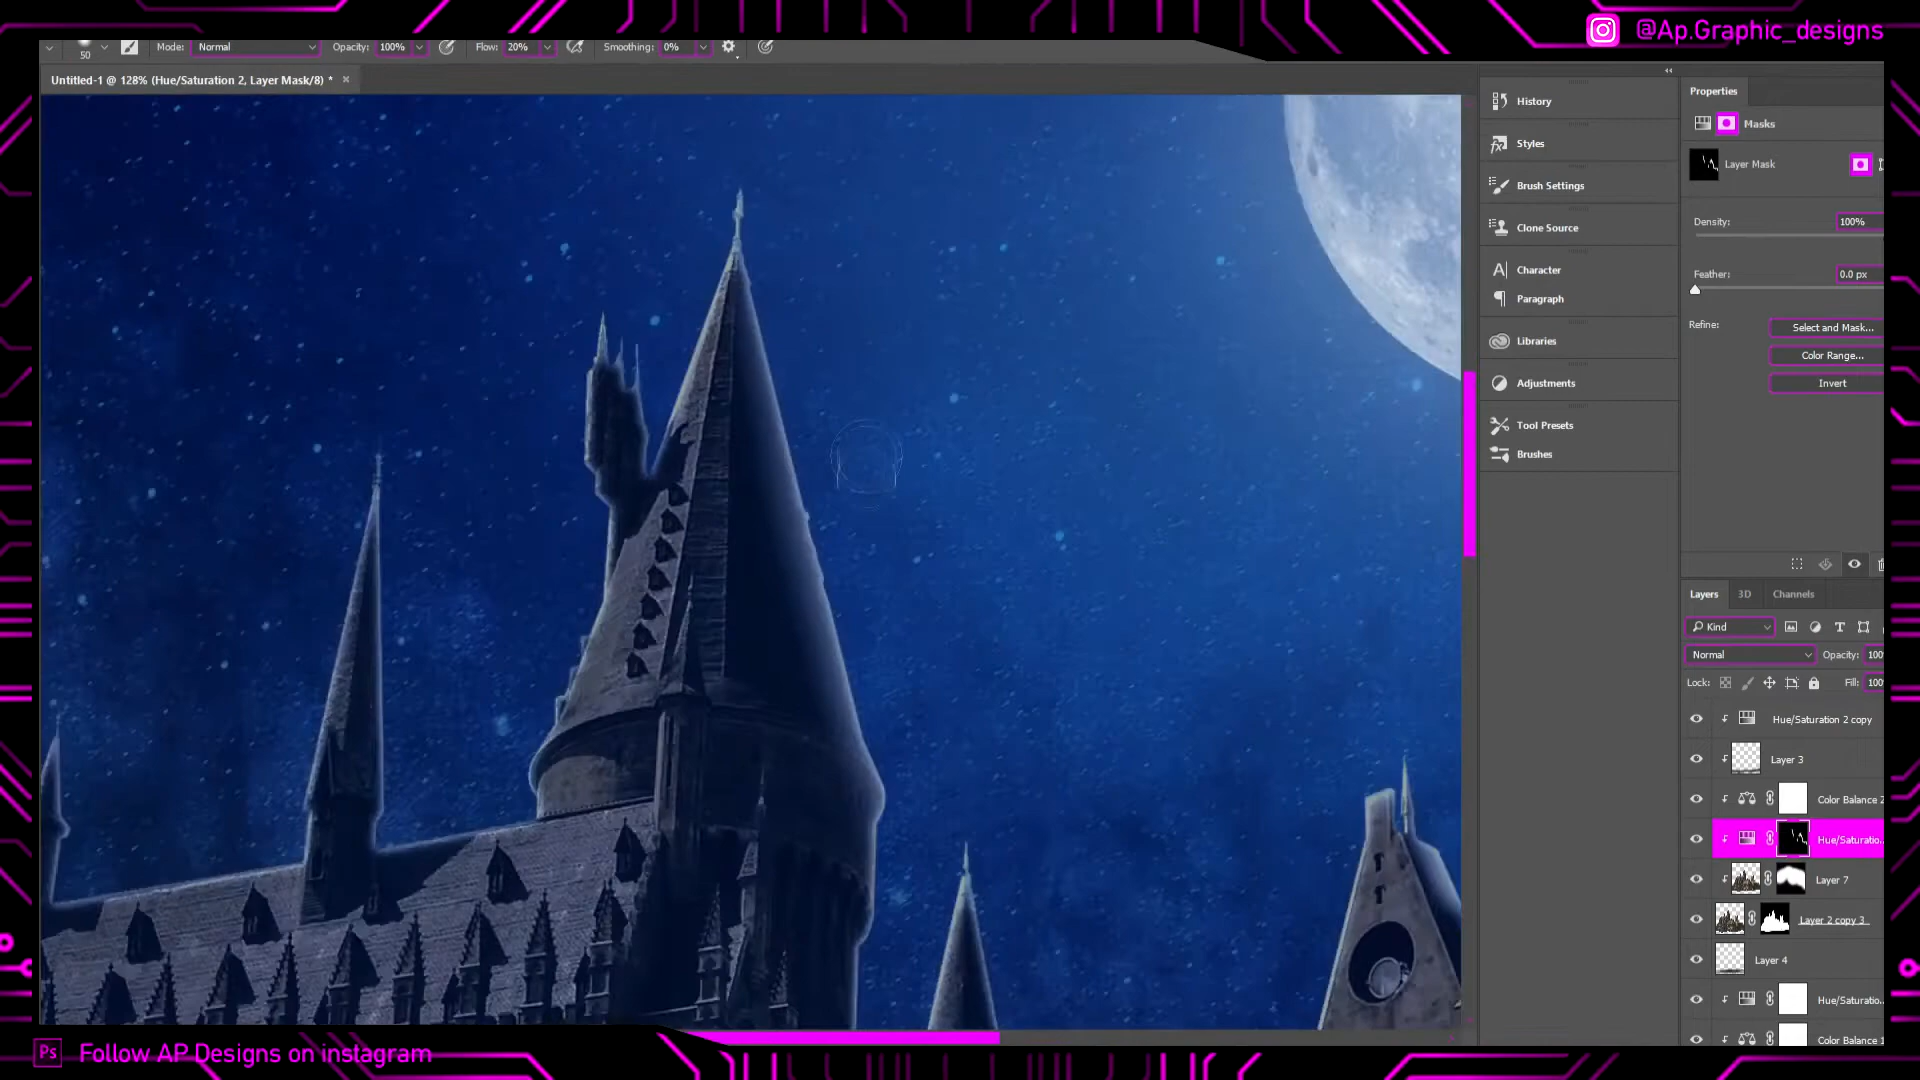 @Ap.Graphic_designs
50
Mode: Normal
Opacity: 100%
Flow: 20%
Smoothing: 0%
Untitled-1 @ 128% (Hue/Saturation 2, Layer Mask/8) *
History
Styles
Brush Settings
Clone Source
Character
Paragraph
Libraries
Adjustments
Tool Presets
Brushes
Properties
Masks
Layer Mask
Density: 100%
Feather: 0.0 px
Refine: Select and Mask...
Color Range...
Invert
Layers 3D Channels
Kind
Normal Opacity: 100
Lock: Fill: 100
Hue/Saturation 2 copy
Layer 3
Color Balance 2
Hue/Saturatio...
Layer 7
Layer 2 copy 3
Layer 4
Hue/Saturatio...
Color Balance 1
Ps Follow AP Designs on instagram